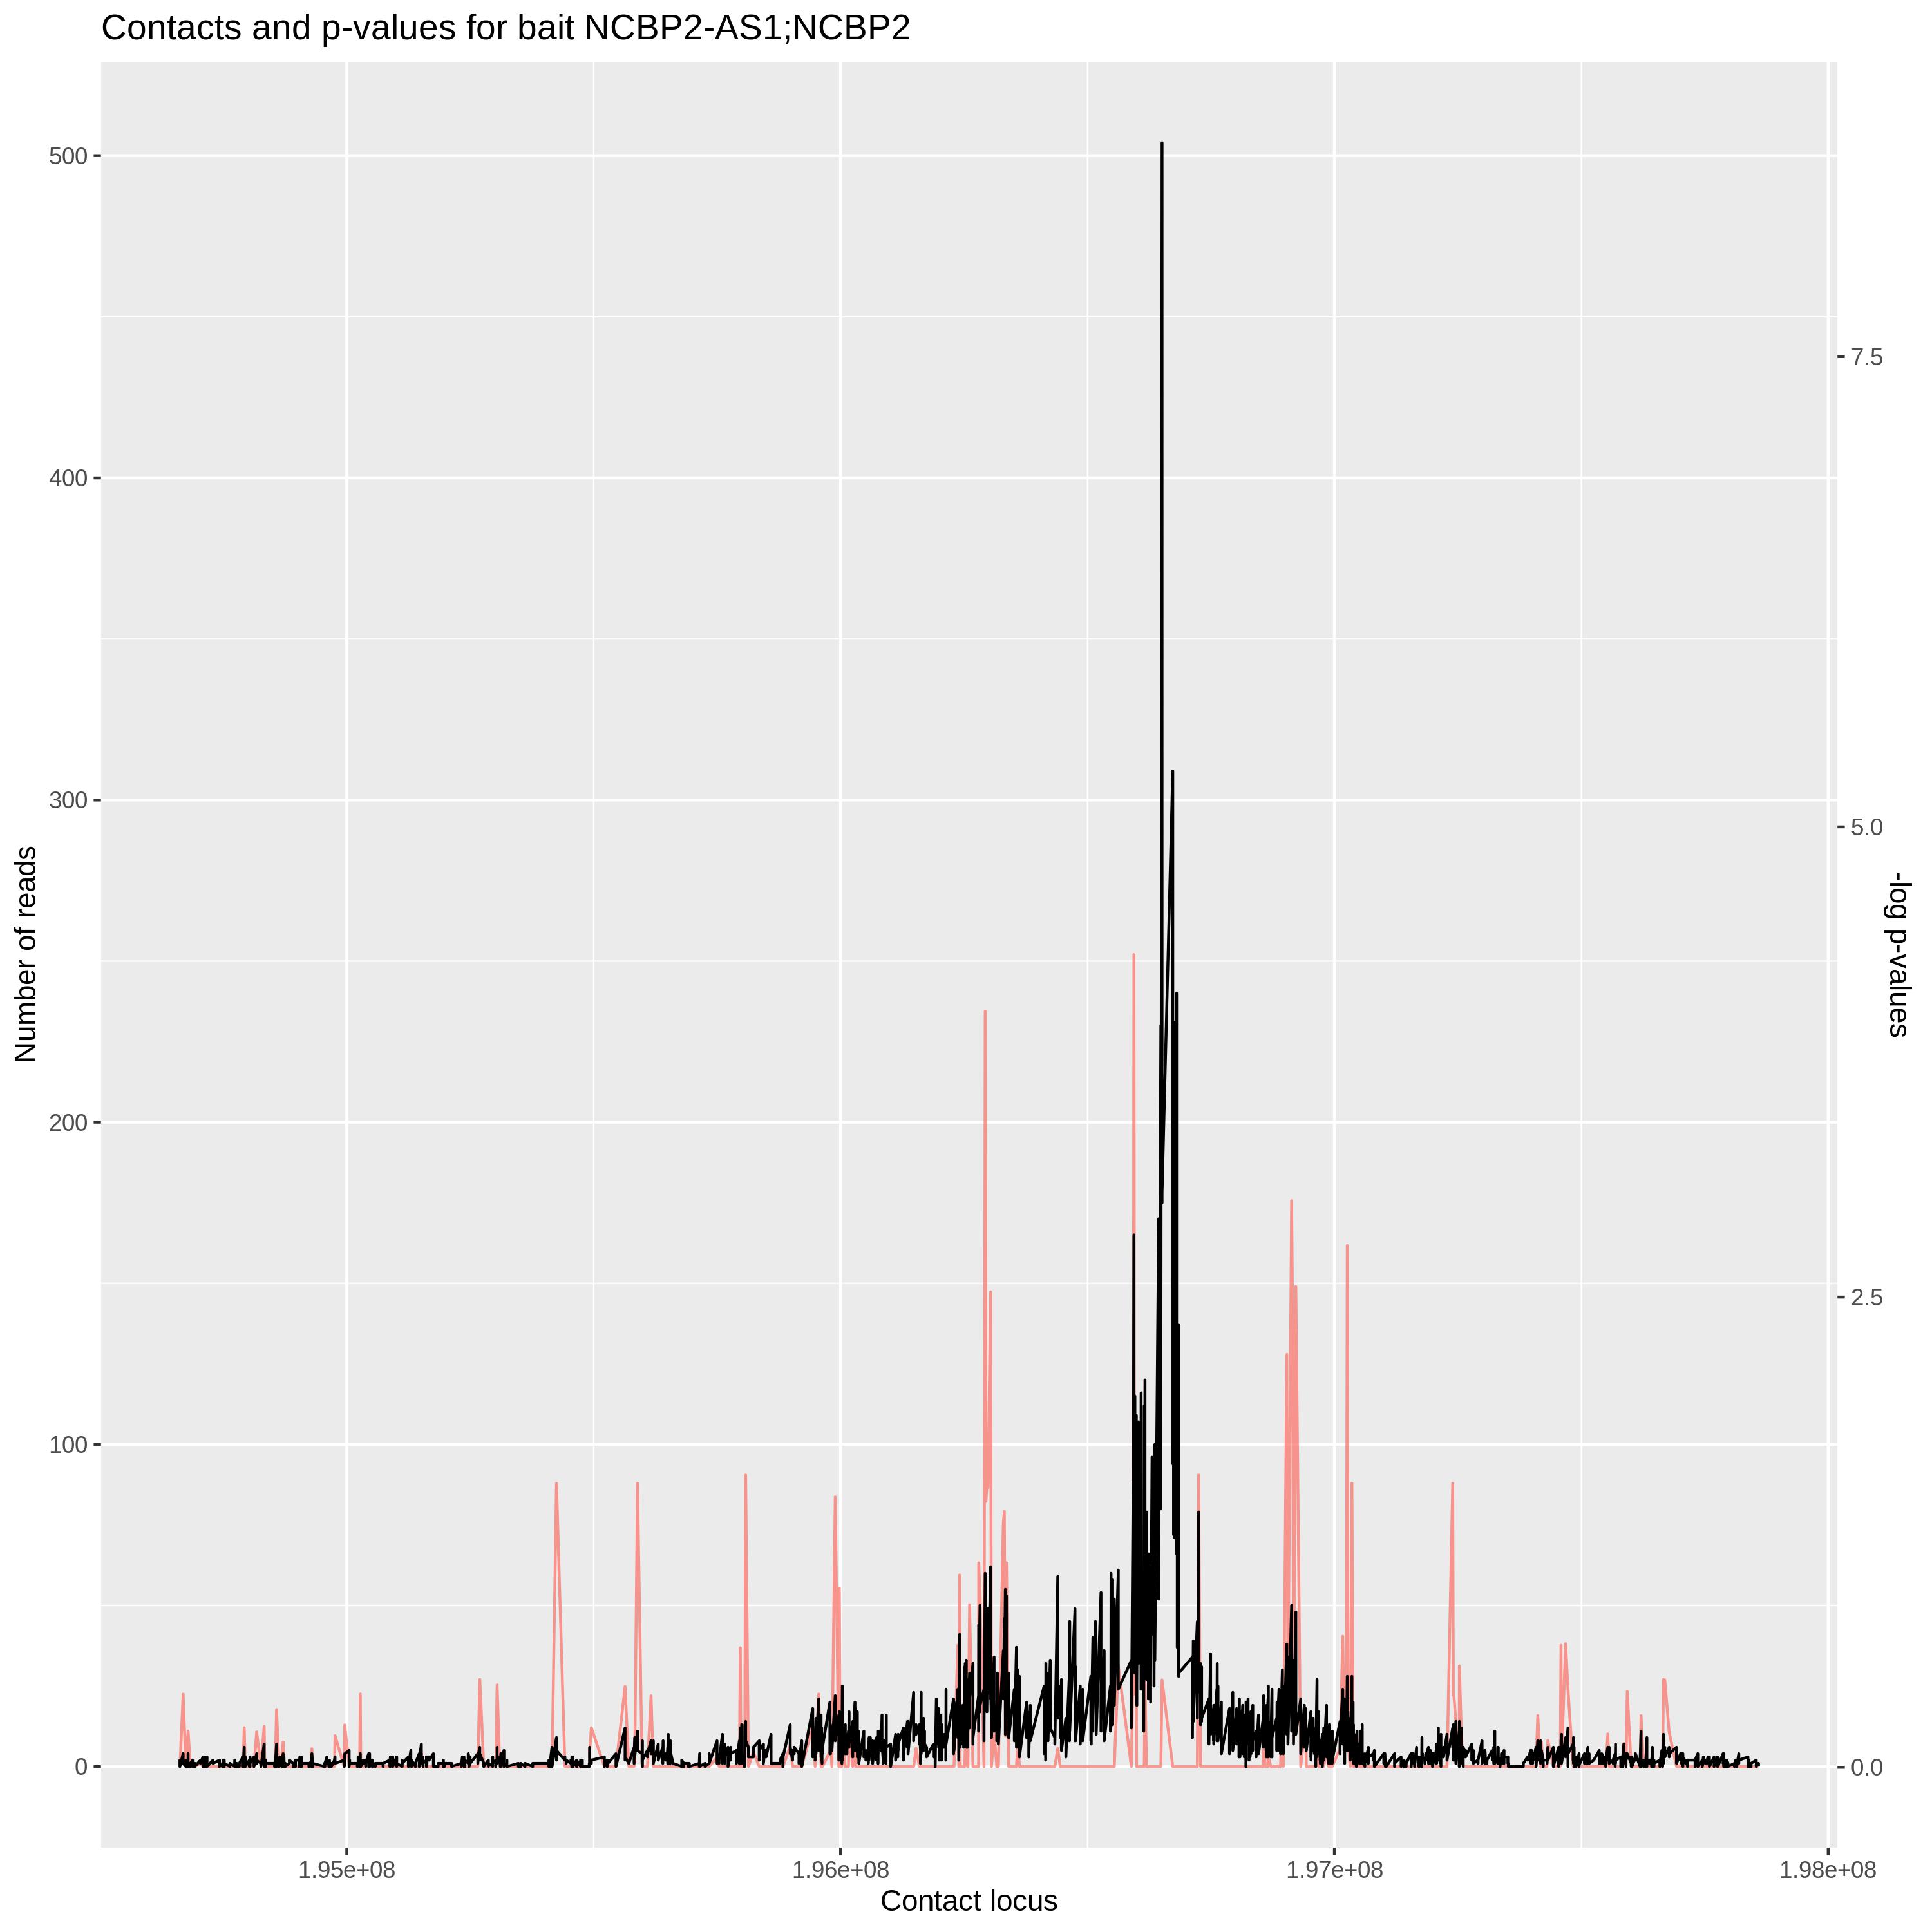 Contacts and p-values for bait NCBP2-AS1;NCBP2
500
400
300
200
100
0
Number of reads
7.5
5.0
2.5
0.0
-log p-values
1.95e+08
1.96e+08
1.97e+08
1.98e+08
Contact locus